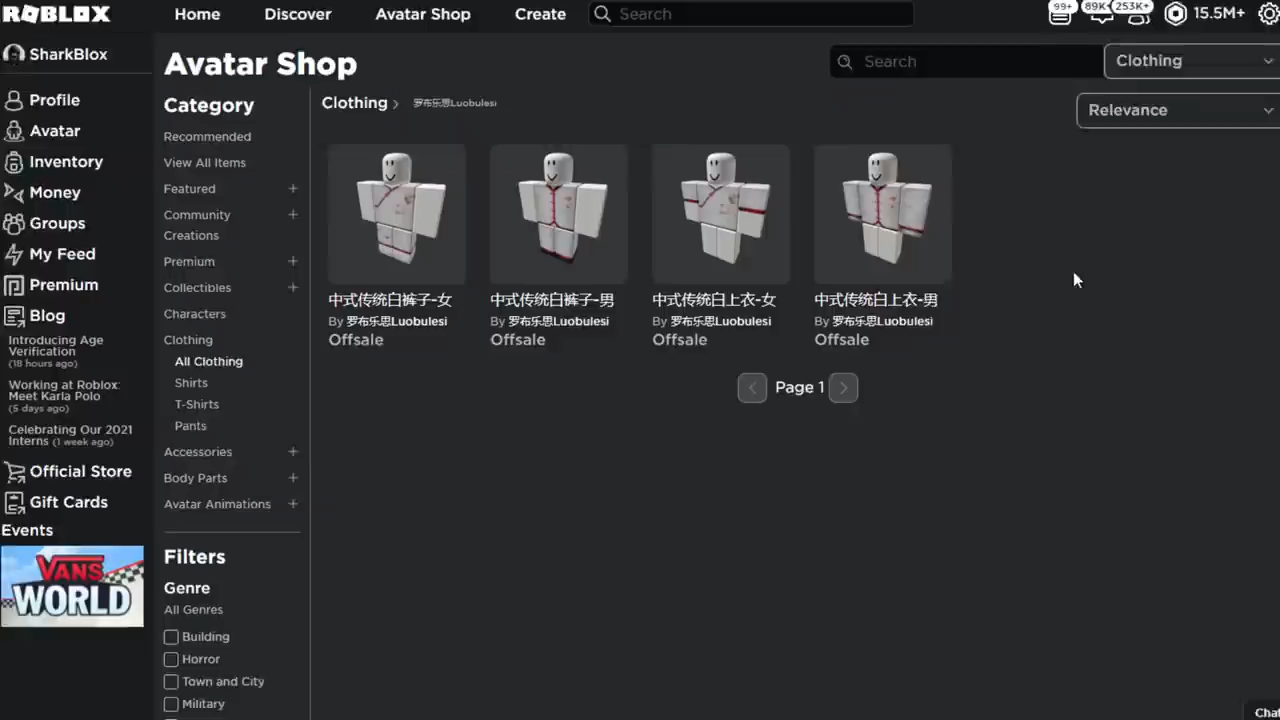 ROBLOX
Home
Discover
Avatar Shop
Create
Search
99+
89K+
253K+
15.5M+
SharkBlox
Profile
Avatar
Inventory
Money
Groups
My Feed
Premium
Blog
Introducing Age
Verification
(18 hours ago)
Working at Roblox:
Meet Karla Polo
(5 days ago)
Celebrating Our 2021
Interns (1 week ago)
Official Store
Gift Cards
Events
VANS
WORLD
Avatar Shop
Search
Clothing
Category
Recommended
View All Items
Featured
Community
Creations
Premium
Collectibles
Characters
Clothing
All Clothing
Shirts
T-Shirts
Pants
Accessories
Body Parts
Avatar Animations
Filters
Genre
All Genres
Building
Horror
Town and City
Military
Clothing > 罗布乐思Luobulesi
Relevance
中式传统白裤子-女
By 罗布乐思Luobulesi
Offsale
中式传统白裤子-男
By 罗布乐思Luobulesi
Offsale
中式传统白上衣-女
By 罗布乐思Luobulesi
Offsale
中式传统白上衣-男
By 罗布乐思Luobulesi
Offsale
Page 1
Chat